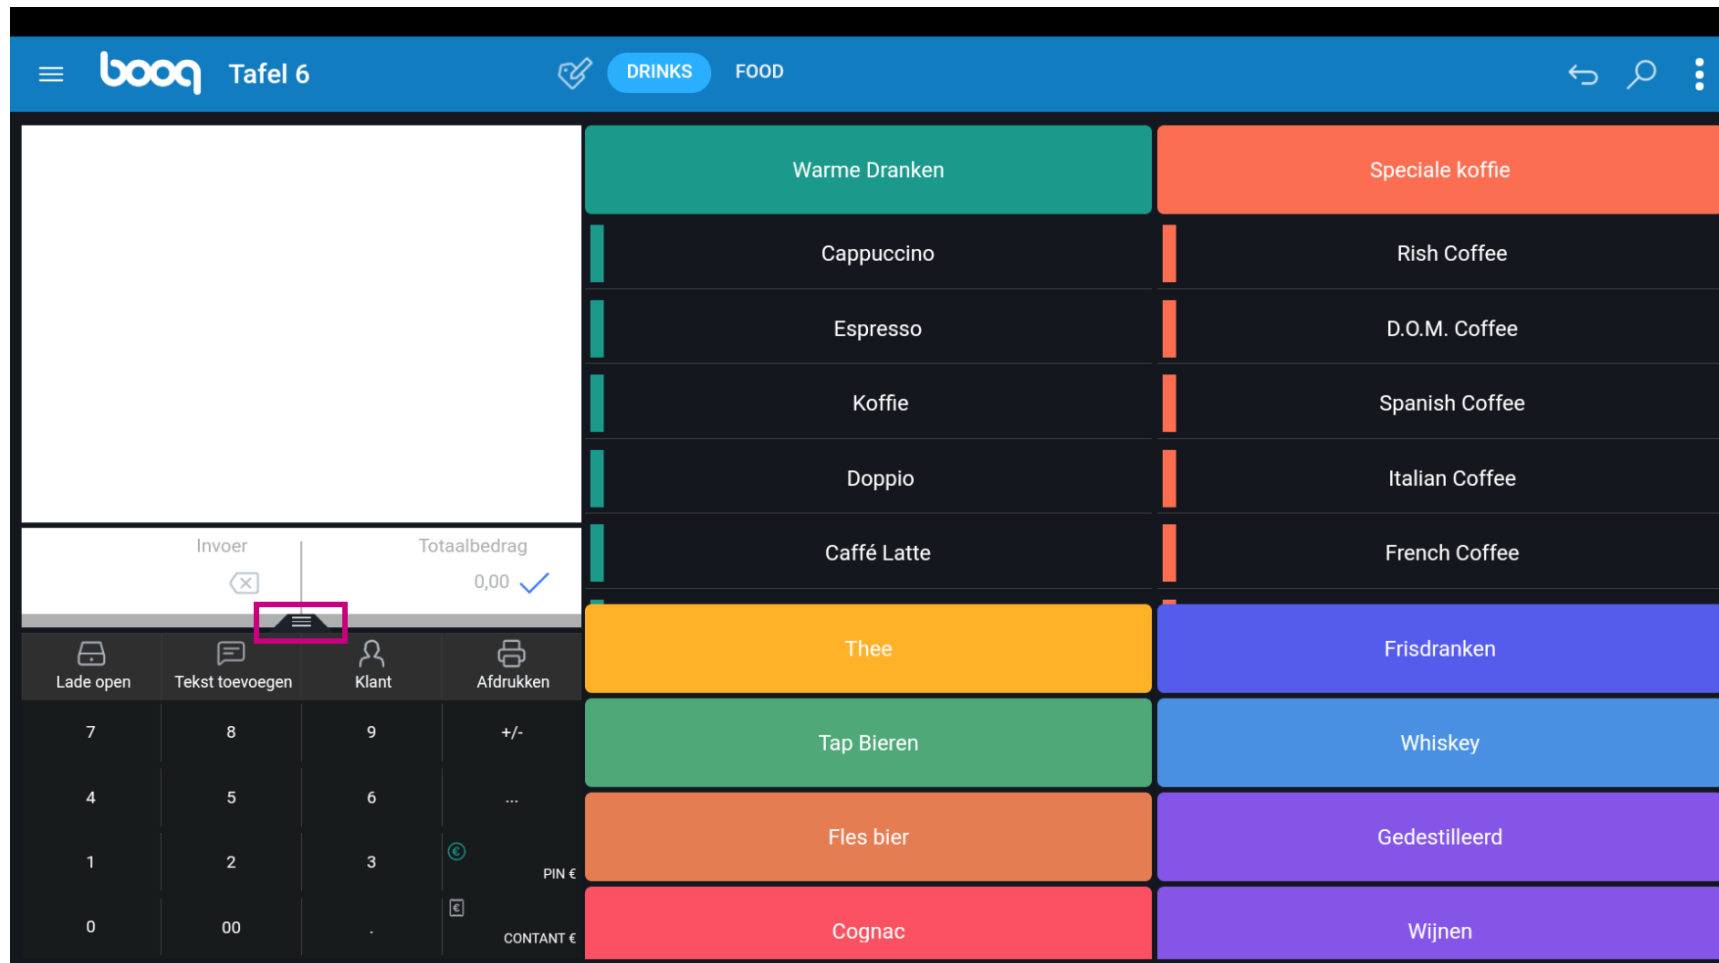 booq Tafel 6 DRINKS FOOD
Warme Dranken Speciale koffie
Cappuccino Rish Coffee
Espresso D.O.M. Coffee
Koffie Spanish Coffee
Doppio Italian Coffee
Caffé Latte French Coffee
Invoer Totaalbedrag
0,00
Thee Frisdranken
Lade open Tekst toevoegen Klant Afdrukken
7 8 9 +/-
Tap Bieren Whiskey
4 5 6 ...
Fles bier Gedestilleerd
1 2 3 PIN €
0 00 . CONTANT €
Cognac Wijnen